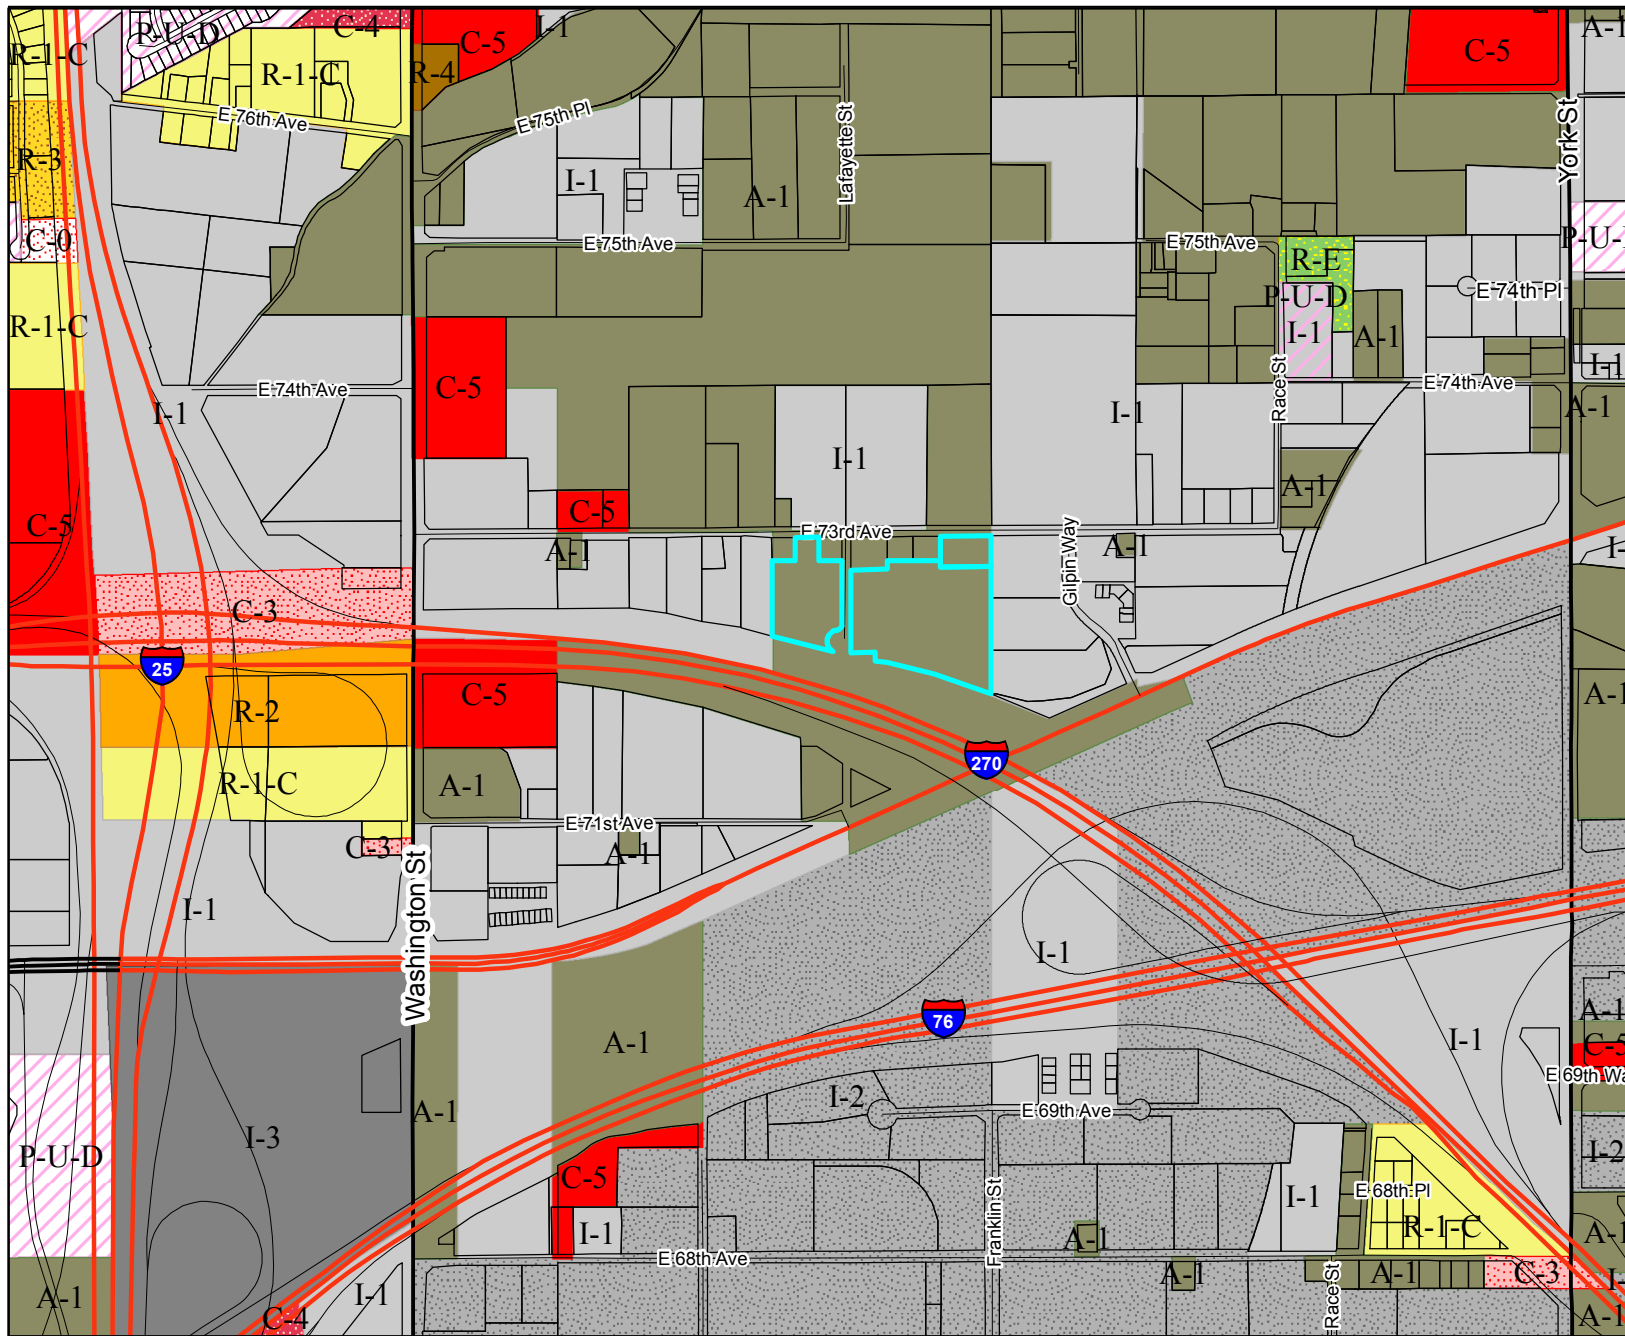 R-1-C
P-U-D
C-4
C-5
I-1
C-5
A-1
R-1-C
R-4
E 76th Ave
E 75th Pl
Lafayette St
York St
R-3
I-1
A-1
C-0
E 75th Ave
E 75th Ave
R-E
P-U-D
E 74th Pl
R-1-C
I-1
A-1
I-1
C-5
E 74th Ave
Race St
E 74th Ave
I-1
I-1
A-1
I-1
A-1
C-5
C-5
E 73rd Ave
A-1
Gilpin Way
A-1
C-3
25
C-5
R-2
A-1
270
R-1-C
A-1
E 71st Ave
C-3
A-1
Washington St
I-1
I-1
76
A-1
I-1
A-1
C-5
E 69th Wa
I-2
E 69th Ave
A-1
I-3
P-U-D
I-2
C-5
I-1
E 68th Pl
Franklin St
I-1
R-1-C
A-1
A-1
E 68th Ave
A-1
A-1
C-3
Race St
A-1
I-1
C-4
A-1